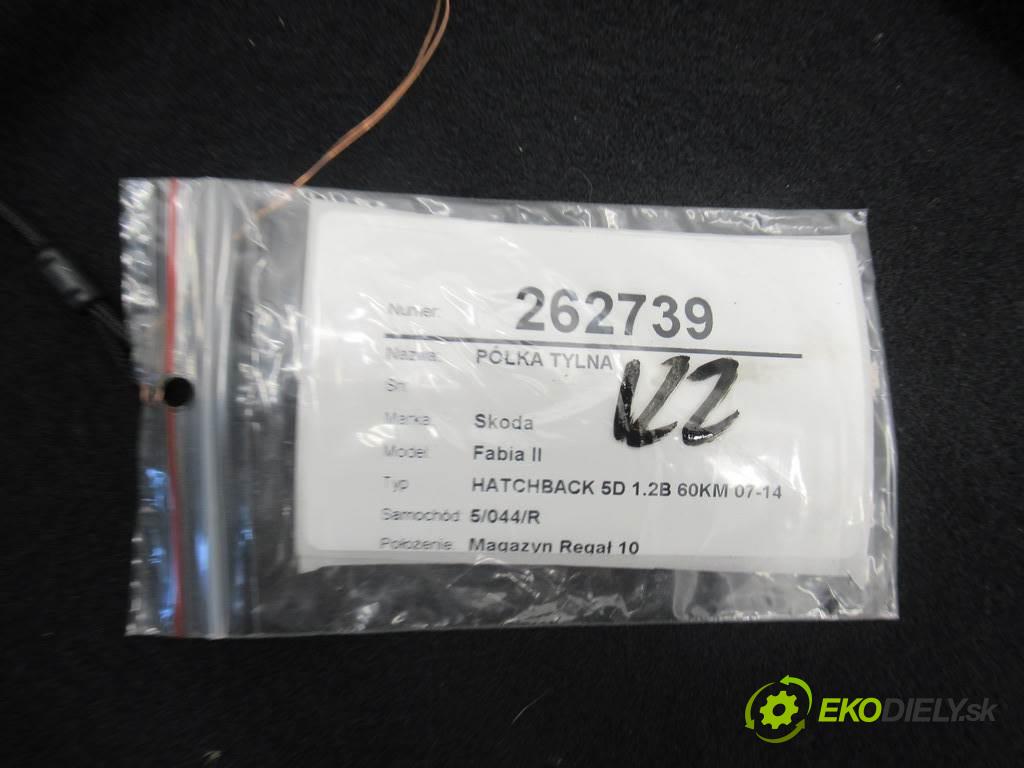 Numer: 262739
Nazwa: PÓŁKA TYLNA
Sn
Marka Skoda
Model: Fabia II
Typ HATCHBACK 5D 1.2B 60KM 07-14
Samochód: 5/044/R
Położenie: Magazyn Regał 10
EKODIELY.sk